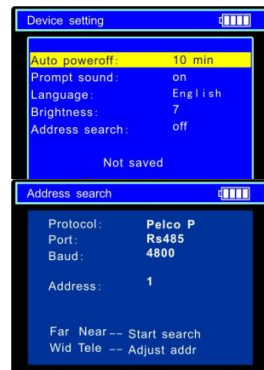 Device setting
Auto poweroff: 10 min
Prompt sound: on
Language: English
Brightness: 7
Address search: off
Not saved
Address search
Protocol: Pelco P
Port: Rs485
Baud: 4800
Address: 1
Far Near -- Start search
Wid Tele -- Adjust addr